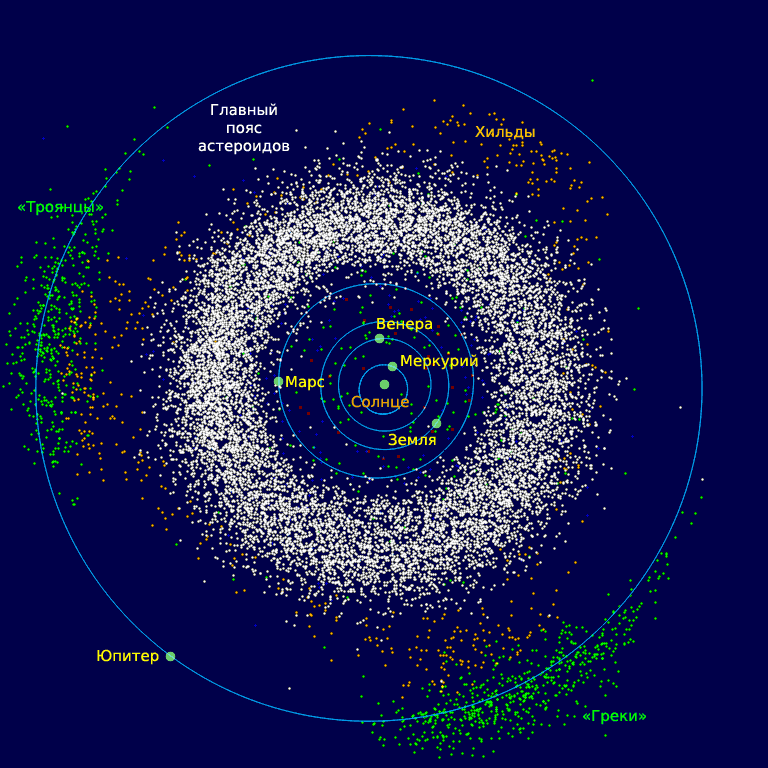 Главный
пояс
астероидов
Хильды
«Троянцы»
Венера
Меркурий
Марс
Солнце
Земля
Юпитер
«Греки»